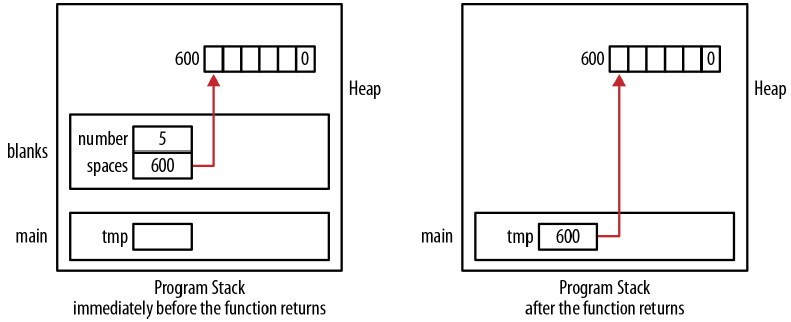 600 0
Heap
number 5
blanks
spaces 600
main tmp
Program Stack
immediately before the function returns
600 0
Heap
main tmp 600
Program Stack
after the function returns